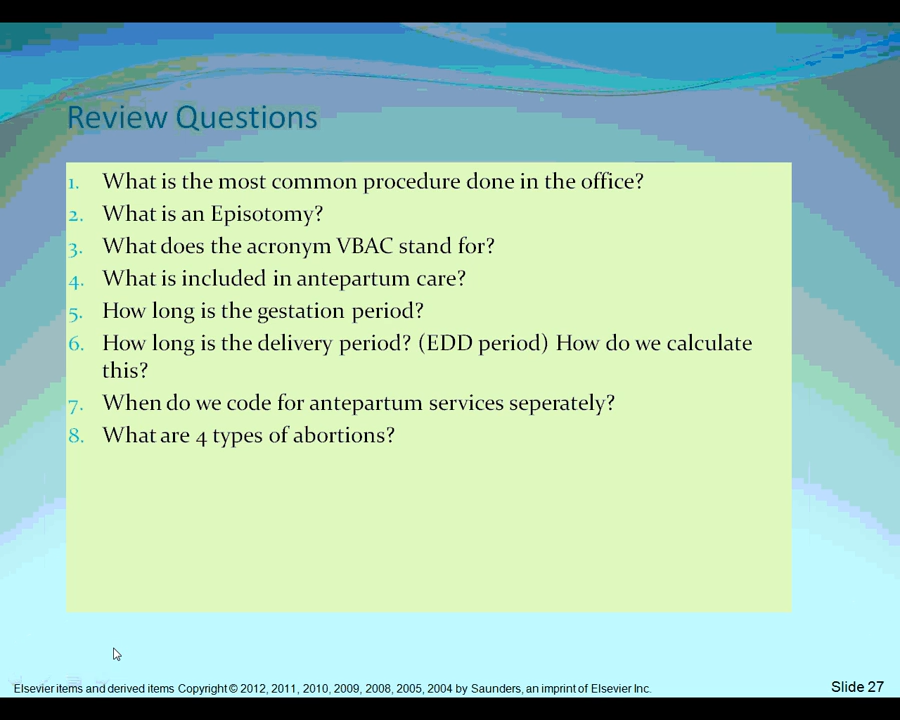 Review Questions
1. What is the most common procedure done in the office?
2. What is an Episotomy?
3. What does the acronym VBAC stand for?
4. What is included in antepartum care?
5. How long is the gestation period?
6. How long is the delivery period? (EDD period) How do we calculate
this?
7. When do we code for antepartum services seperately?
8. What are 4 types of abortions?
Elsevier items and derived items Copyright © 2012, 2011, 2010, 2009, 2008, 2005, 2004 by Saunders, an imprint of Elsevier Inc.
Slide 27